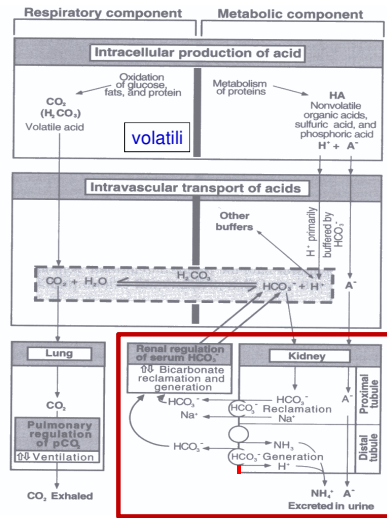 Respiratory component
Metabolic component
Intracellular production of acid
Oxidation
of glucose,
fats, and protein
CO₂
(H₂CO₃)
Volatile acid
volatili
Metabolism
of proteins
HA
Nonvolatile
organic acids,
sulfuric acid, and
phosphoric acid
H⁺ + A⁻
Intravascular transport of acids
Other
buffers
H⁺ primarily
buffered by
HCO₃⁻
H₂CO₃
CO₂ + H₂O
HCO₃⁻ + H⁺
A⁻
Lung
CO₂
Pulmonary
regulation
of pCO₂
⇧⇩ Ventilation
CO₂ Exhaled
Renal regulation
of serum HCO₃⁻
⇧⇩ Bicarbonate
reclamation and
generation
Kidney
HCO₃⁻
HCO₃⁻
HCO₃⁻ Reclamation
Na⁺
Na⁺
A⁻
Proximal
tubule
HCO₃⁻
NH₃
HCO₃⁻ Generation
H⁺
Distal
tubule
NH₄⁺ A⁻
Excreted in urine